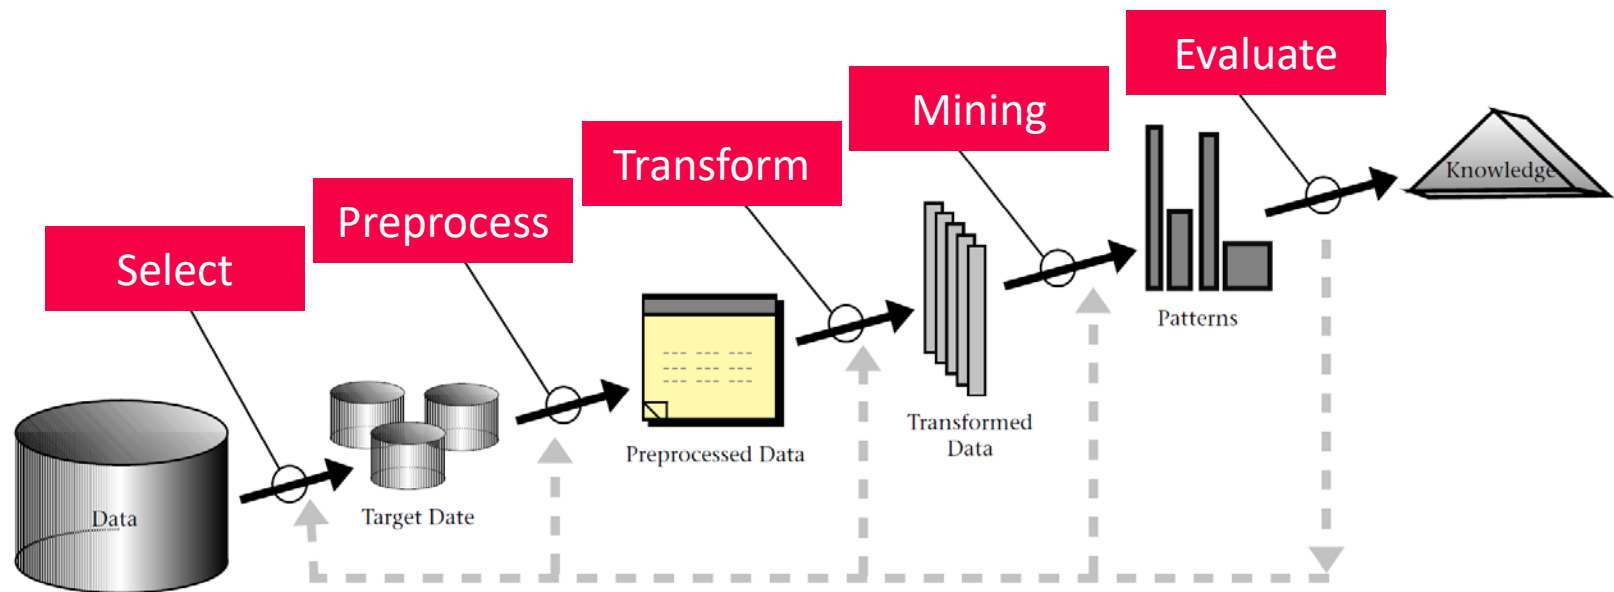 Evaluate
Mining
Transform
Preprocess
Select
Knowledge
Patterns
Transformed
Data
Preprocessed Data
Target Date
Data